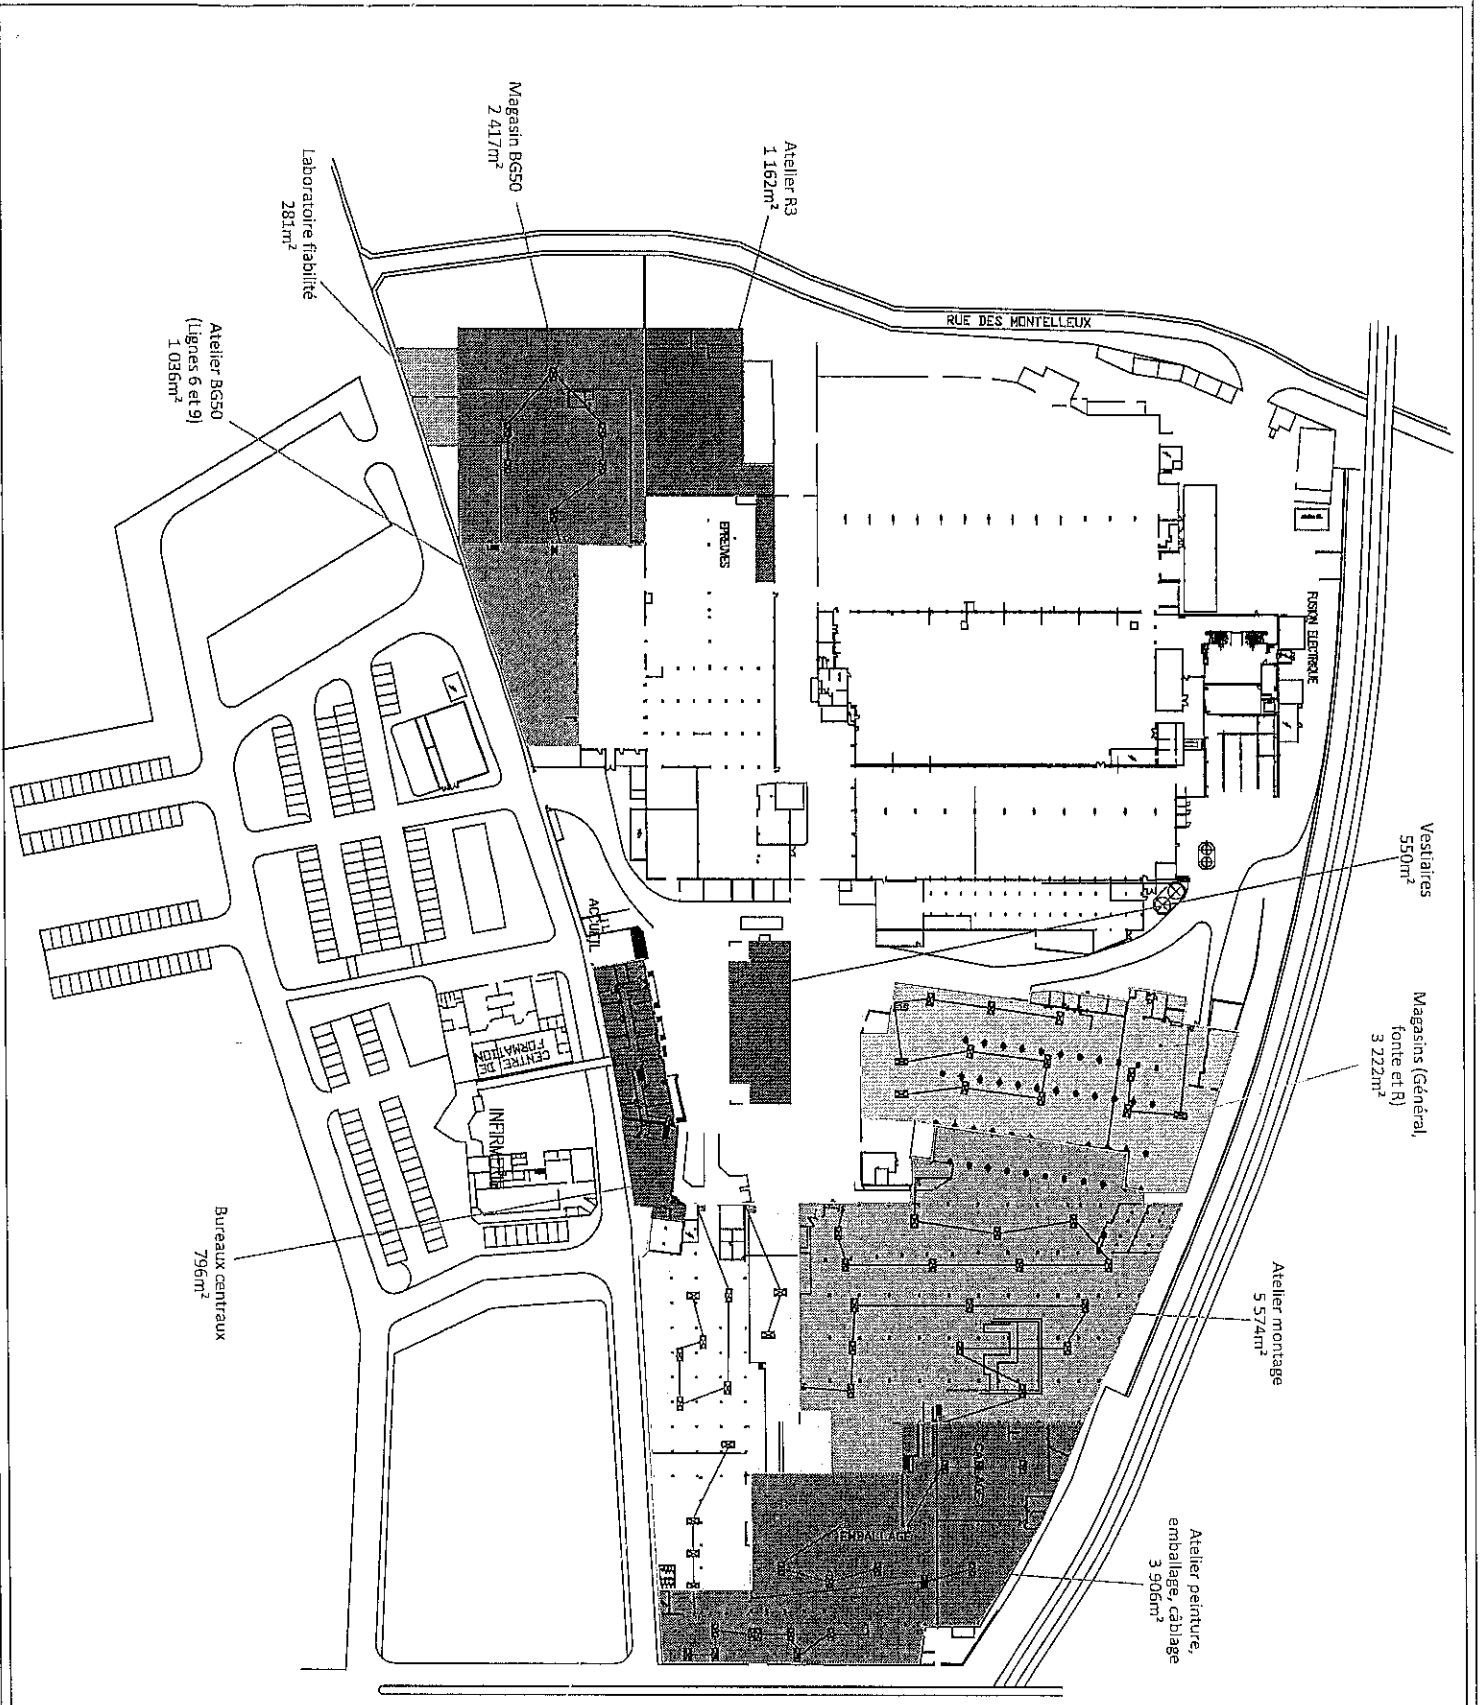 Magasin BG50
2 417m²
Atelier R3
1 162m²
Laboratoire fiabilité
281m²
Atelier BG50
(Lignes 6 et 9)
1 036m²
RUE DES MONTELLEUX
EPREUVES
FUSION ELECTRIQUE
Vestiaires
550m²
Magasins (Général,
fonte et R)
3 222m²
ACCUEIL
CENTRE DE
FORMATION
INFIRM
Bureaux centraux
796m²
Atelier montage
5 574m²
CABLAGE
EMBALLAGE
Atelier peinture,
emballage, câblage
3 906m²